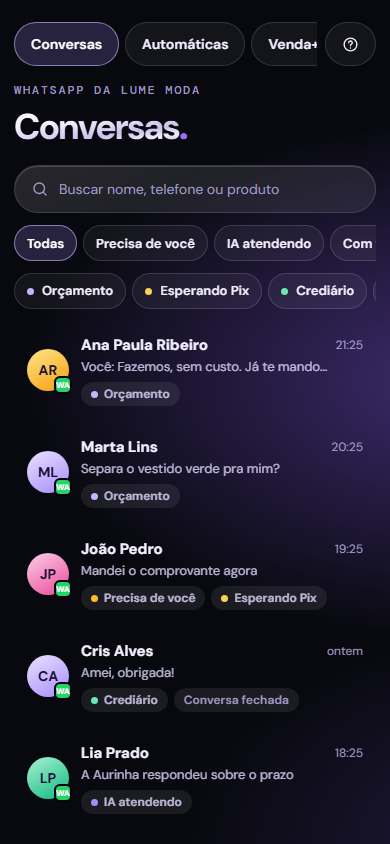 Conversas Automáticas Venda+
WHATSAPP DA LUME MODA
Conversas.
Buscar nome, telefone ou produto
Todas Precisa de você IA atendendo Com
Orçamento Esperando Pix Crediário
Ana Paula Ribeiro 21:25
AR Você: Fazemos, sem custo. Já te mando...
WA
Orçamento
Marta Lins 20:25
ML Separa o vestido verde pra mim?
WA
Orçamento
João Pedro 19:25
JP Mandei o comprovante agora
WA
Precisa de você Esperando Pix
Cris Alves ontem
CA Amei, obrigada!
WA
Crediário Conversa fechada
Lia Prado 18:25
LP A Aurinha respondeu sobre o prazo
WA
IA atendendo